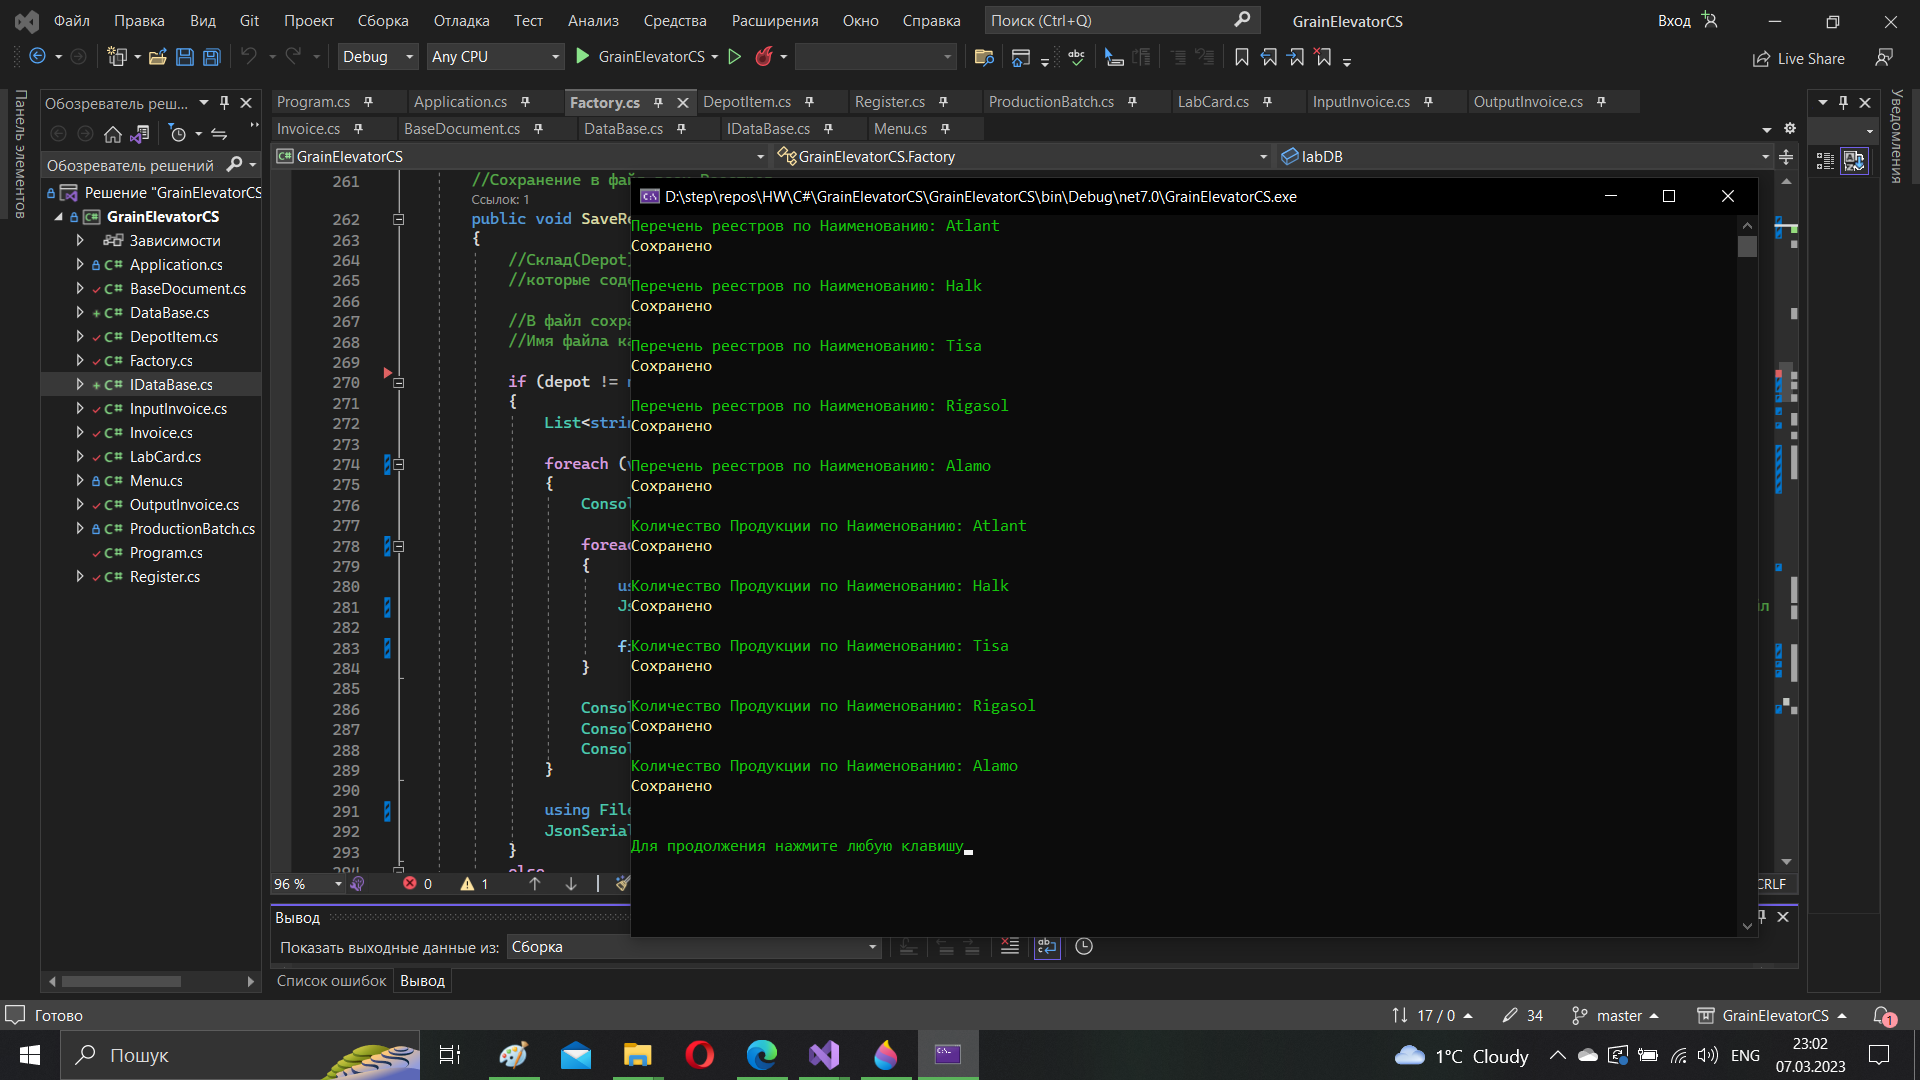 Файл Правка Вид Git Проект Сборка Отладка Тест Анализ Средства Расширения Окно Справка Поиск (Ctrl+Q) GrainElevatorCS Вход
Debug Any CPU GrainElevatorCS Live Share
Панель элементов
Обозреватель реш...
Обозреватель решений
Решение "GrainElevatorCS
GrainElevatorCS
Зависимости
Application.cs
BaseDocument.cs
DataBase.cs
DepotItem.cs
Factory.cs
IDataBase.cs
InputInvoice.cs
Invoice.cs
LabCard.cs
Menu.cs
OutputInvoice.cs
ProductionBatch.cs
Program.cs
Register.cs
Program.cs Application.cs Factory.cs DepotItem.cs Register.cs ProductionBatch.cs LabCard.cs InputInvoice.cs OutputInvoice.cs
Invoice.cs BaseDocument.cs DataBase.cs IDataBase.cs Menu.cs
GrainElevatorCS GrainElevatorCS.Factory labDB
Уведомления
261
Ссылок: 1
262 public void SaveRe
263 {
264 //Склад(Depot)
265 //которые соде
266
267 //В файл сохра
268 //Имя файла ка
269
270 if (depot != n
271 {
272 List<strin
273
274 foreach (v
275 {
276 Consol
277
278 foreac
279 {
280 us
281 Js
282
283 fi
284 }
285
286 Consol
287 Consol
288 Consol
289 }
290
291 using File
292 JsonSerial
293 }
D:\step\repos\HW\C#\GrainElevatorCS\GrainElevatorCS\bin\Debug\net7.0\GrainElevatorCS.exe
Перечень реестров по Наименованию: Atlant
Сохранено
Перечень реестров по Наименованию: Halk
Сохранено
Перечень реестров по Наименованию: Tisa
Сохранено
Перечень реестров по Наименованию: Rigasol
Сохранено
Перечень реестров по Наименованию: Alamo
Сохранено
Количество Продукции по Наименованию: Atlant
Сохранено
Количество Продукции по Наименованию: Halk
Сохранено
Количество Продукции по Наименованию: Tisa
Сохранено
Количество Продукции по Наименованию: Rigasol
Сохранено
Количество Продукции по Наименованию: Alamo
Сохранено
Для продолжения нажмите любую клавишу
96 % 0 1 CRLF
Вывод
Показать выходные данные из: Сборка
Список ошибок Вывод
Готово 17 / 0 34 master GrainElevatorCS 1
Пошук 1°C Cloudy ENG 23:02
07.03.2023